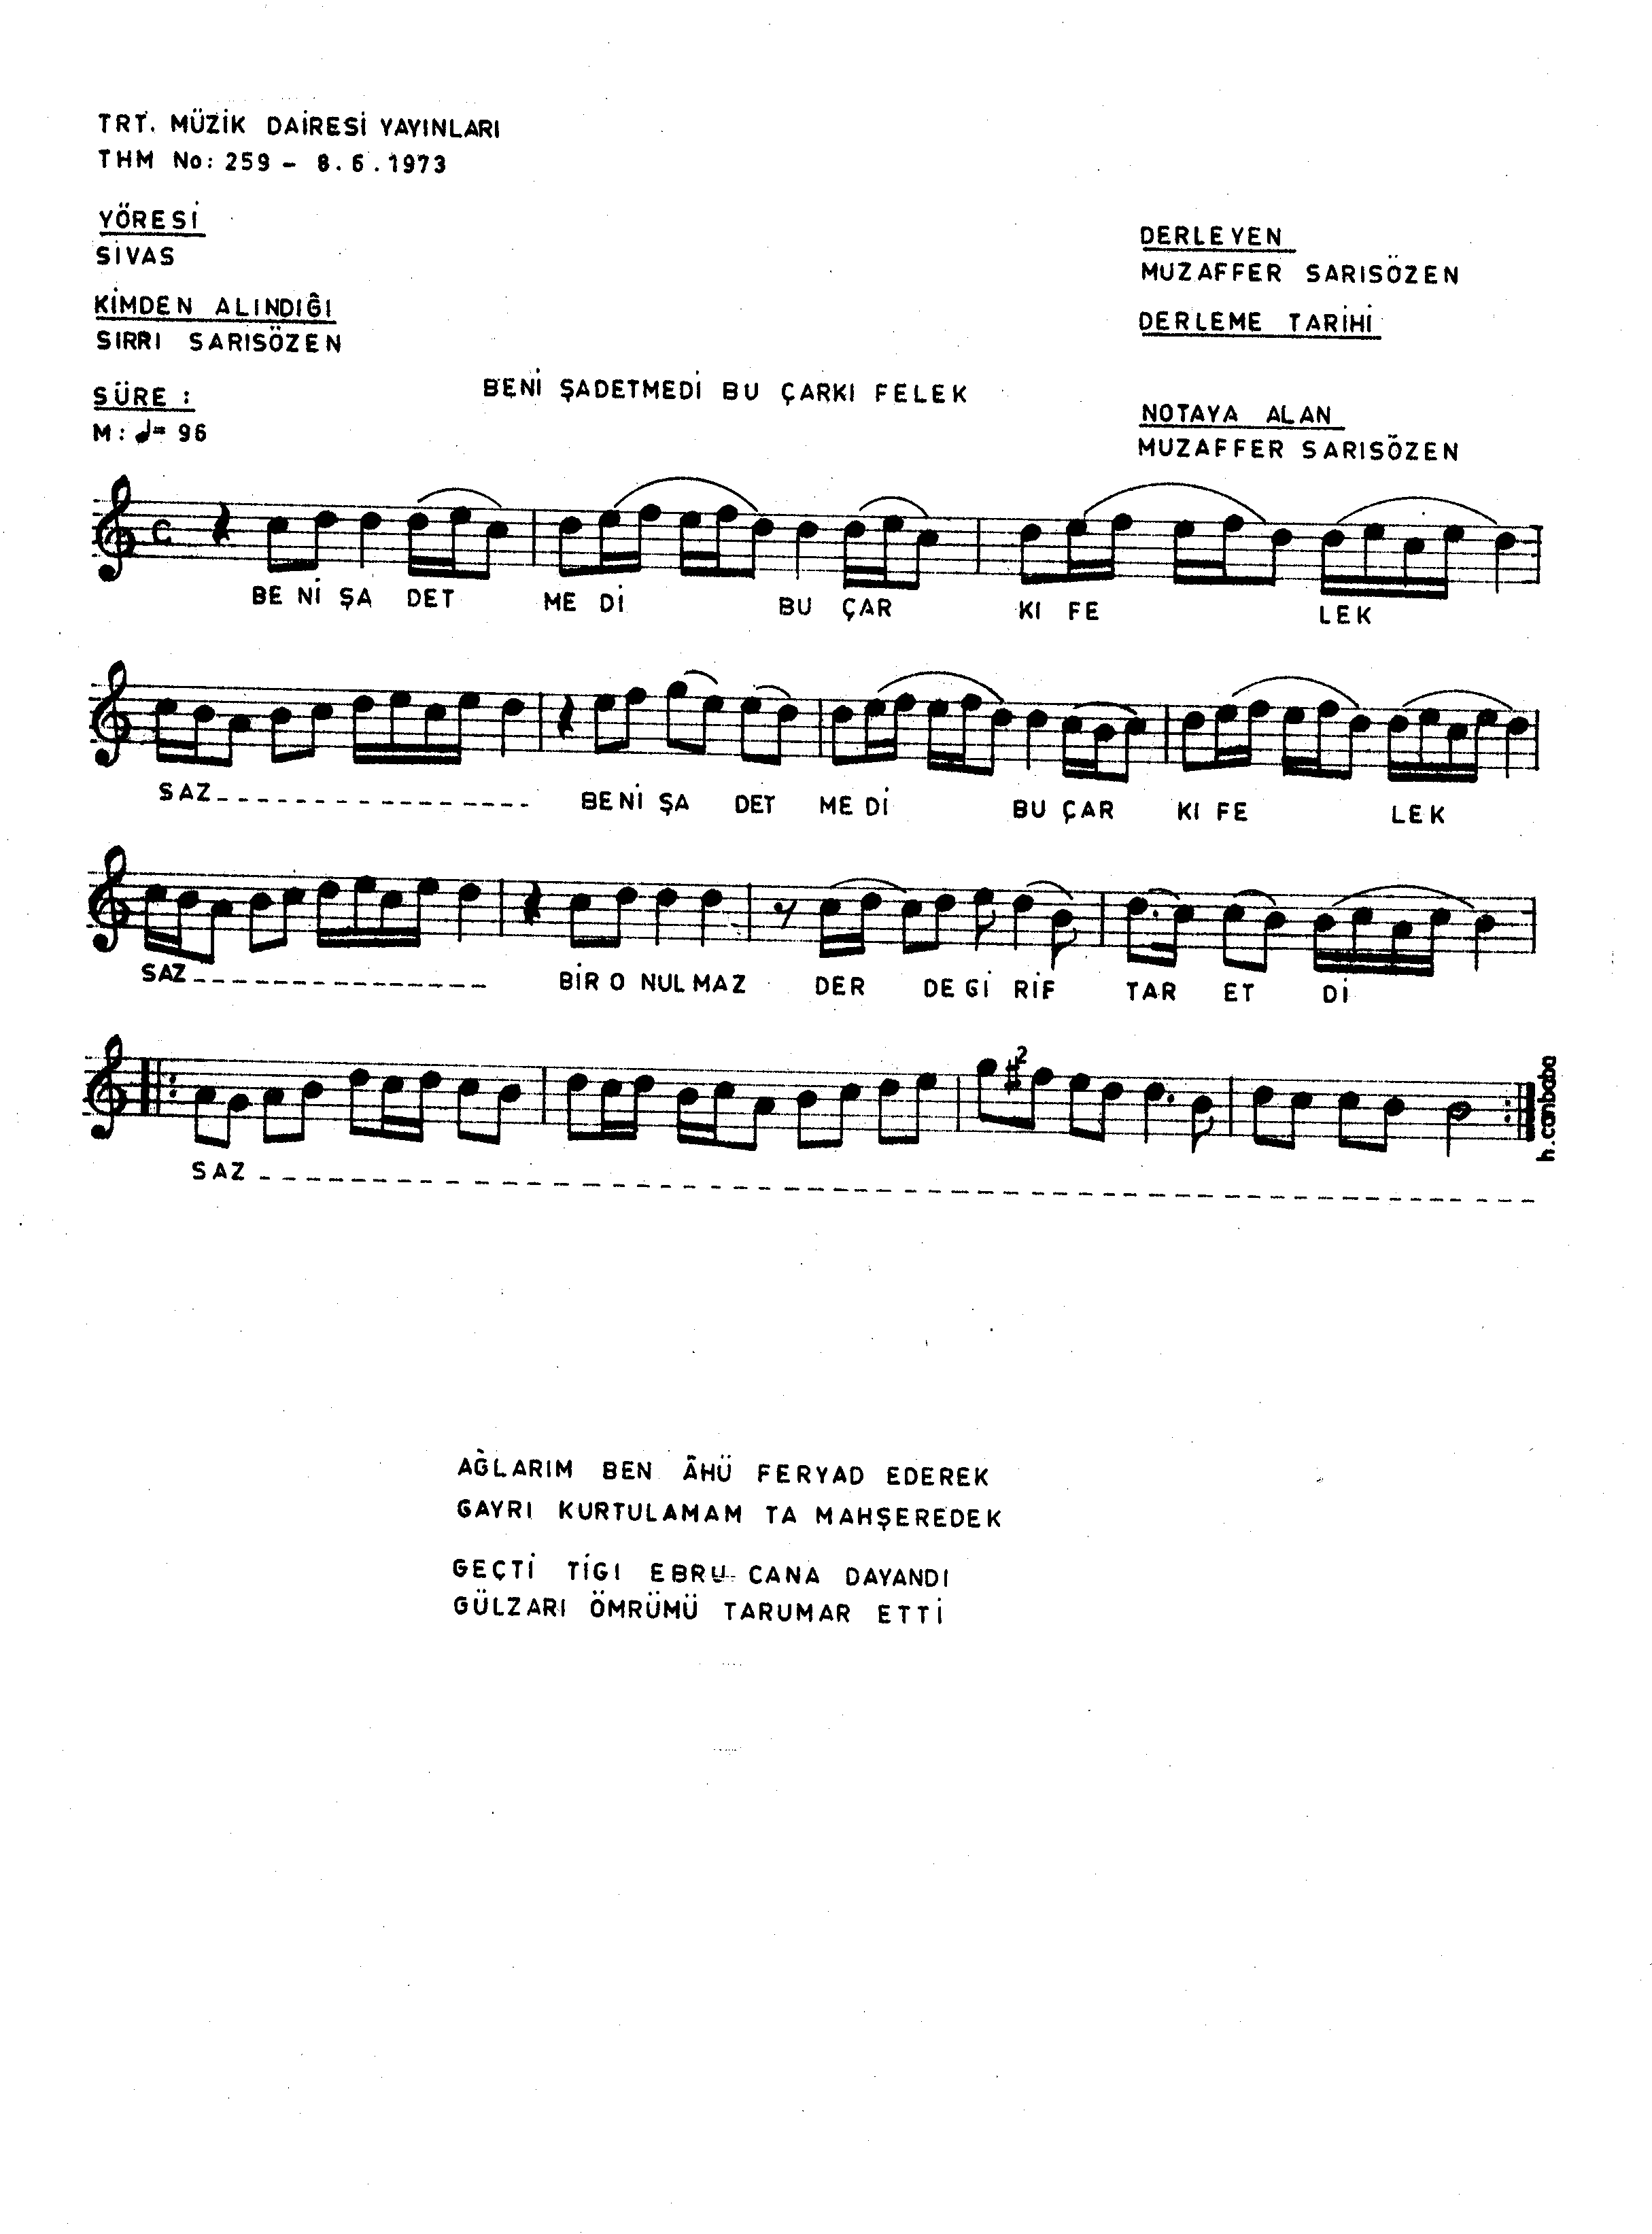 TRT. MÜZİK DAİRESİ YAYINLARI
THM No: 259 – 8.6.1973
YÖRESİ
SİVAS
KİMDEN ALINDIĞI
SIRRI SARISÖZEN
SÜRE :
M: ♩= 96
BENİ ŞADETMEDİ BU ÇARKI FELEK
DERLEYEN
MUZAFFER SARISÖZEN
DERLEME TARİHİ
NOTAYA ALAN
MUZAFFER SARISÖZEN
BE Nİ ŞA DET ME Dİ BU ÇAR KI FE LEK
SAZ BENİ ŞA DET ME Dİ BU ÇAR KI FE LEK
SAZ BİR O NUL MAZ DER DE Gİ RİF TAR ET Dİ
2
SAZ
h.canbaba
AĞLARIM BEN ÂHÜ FERYAD EDEREK
GAYRI KURTULAMAM TA MAHŞEREDEK
GEÇTİ TİGI EBRU CANA DAYANDI
GÜLZARI ÖMRÜMÜ TARUMAR ETTİ